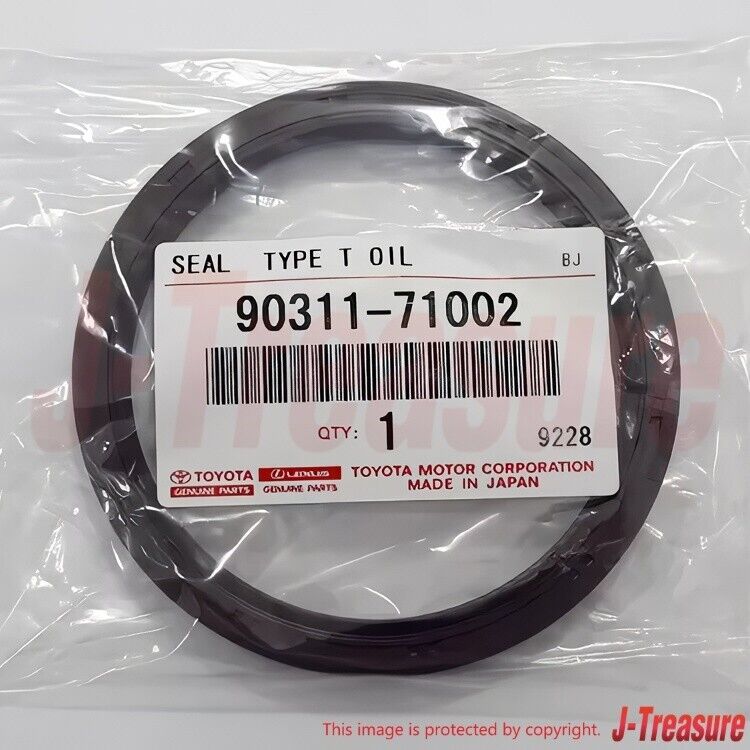 SEAL TYPE T OIL BJ
90311-71002
QTY: 1 9228
TOYOTA LEXUS TOYOTA MOTOR CORPORATION
GENUINE PARTS GENUINE PARTS MADE IN JAPAN
J-Treasure
This image is protected by copyright. J-Treasure